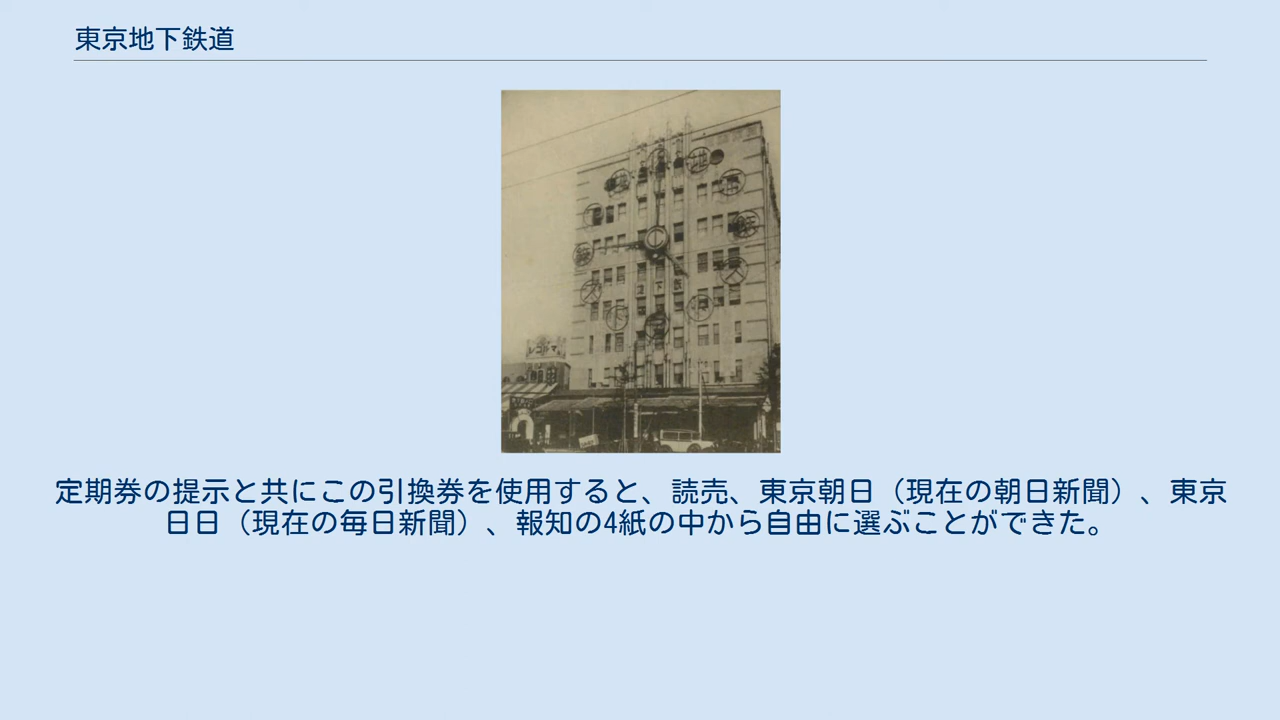 東京地下鉄道
定期券の提示と共にこの引換券を使用すると、読売、東京朝日（現在の朝日新聞）、東京
日日（現在の毎日新聞）、報知の4紙の中から自由に選ぶことができた。